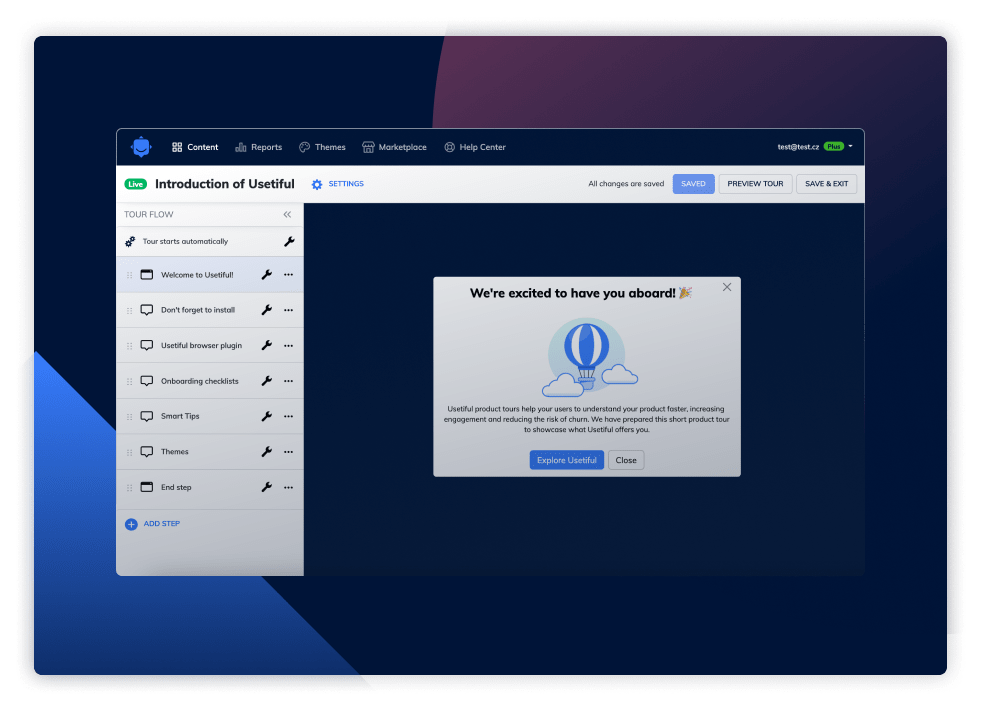 Content Reports Themes Marketplace Help Center test@test.cz Plus
Live Introduction of Usetiful SETTINGS All changes are saved SAVED PREVIEW TOUR SAVE & EXIT
TOUR FLOW
Tour starts automatically
Welcome to Usetiful!
Don't forget to install
Usetiful browser plugin
Onboarding checklists
Smart Tips
Themes
End step
ADD STEP
We're excited to have you aboard! 🎉
Usetiful product tours help your users to understand your product faster, increasing
engagement and reducing the risk of churn. We have prepared this short product tour
to showcase what Usetiful offers you.
Explore Usetiful Close